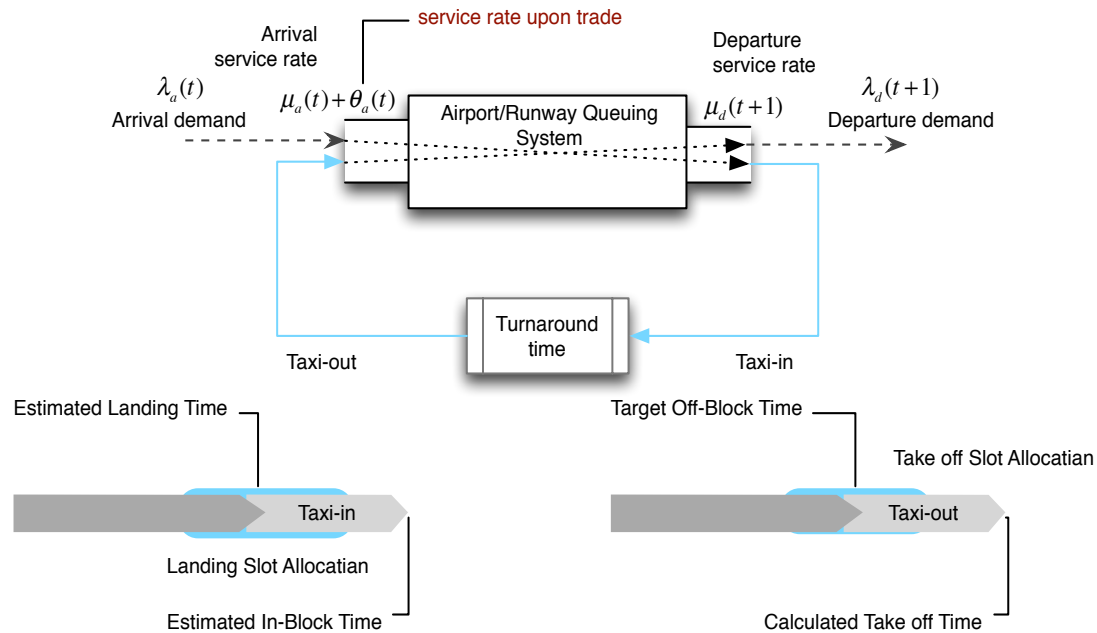 service rate upon trade
Arrival
service rate
Departure
service rate
λa(t)
Arrival demand
μa(t)+θa(t)
Airport/Runway Queuing
System
μd(t+1)
λd(t+1)
Departure demand
Turnaround
time
Taxi-out
Taxi-in
Estimated Landing Time
Taxi-in
Landing Slot Allocatian
Estimated In-Block Time
Target Off-Block Time
Take off Slot Allocatian
Taxi-out
Calculated Take off Time